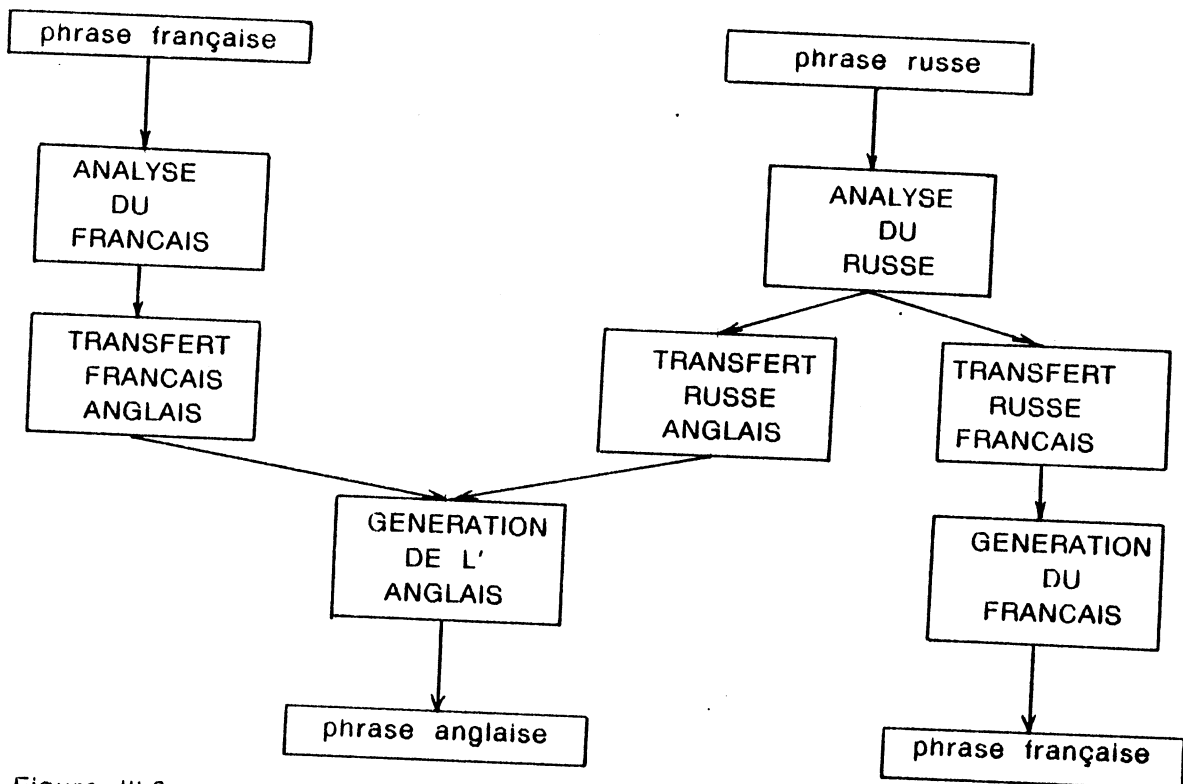 phrase française
phrase russe
ANALYSE
DU
FRANCAIS
ANALYSE
DU
RUSSE
TRANSFERT
FRANCAIS
ANGLAIS
TRANSFERT
RUSSE
ANGLAIS
TRANSFERT
RUSSE
FRANCAIS
GENERATION
DE L'
ANGLAIS
GENERATION
DU
FRANCAIS
phrase anglaise
phrase française
Figure